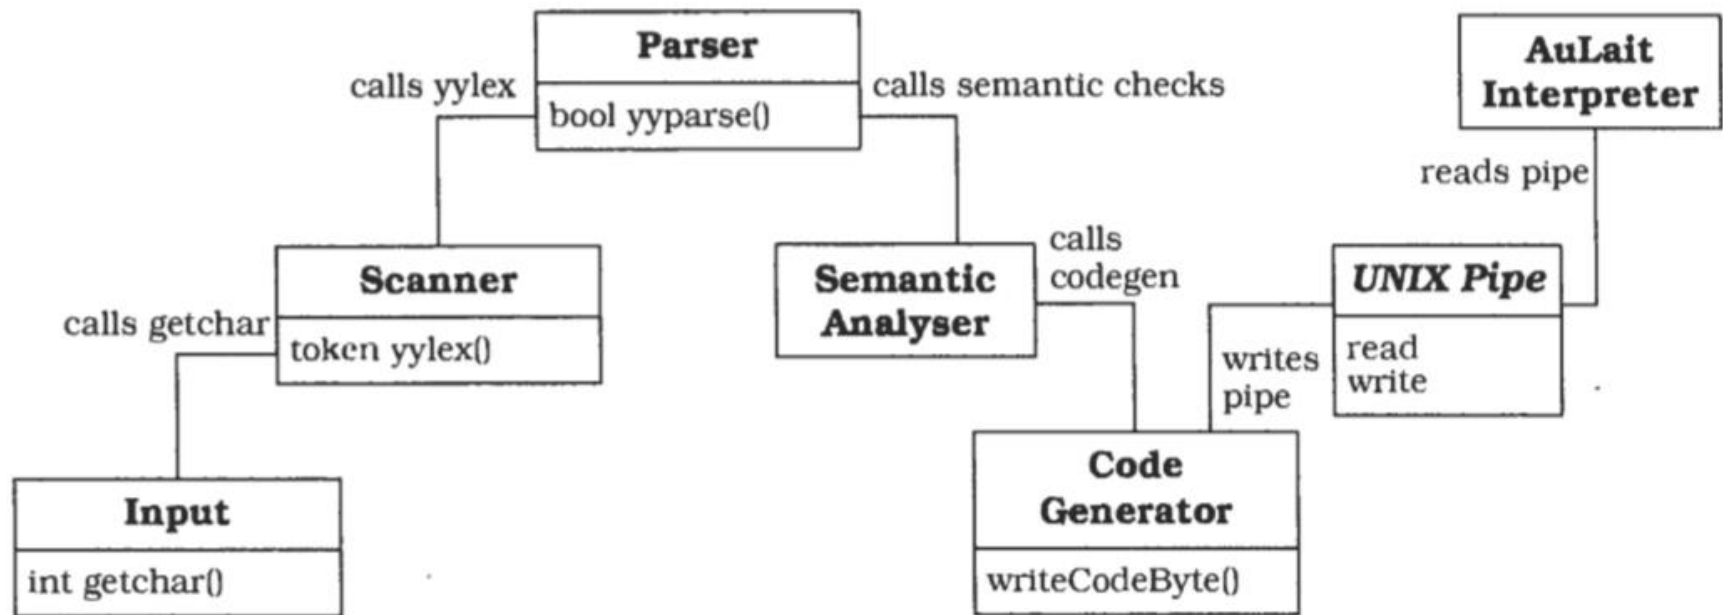 Parser
bool yyparse()
calls yylex
calls semantic checks
AuLait
Interpreter
reads pipe
Scanner
token yylex()
calls getchar
Semantic
Analyser
calls
codegen
UNIX Pipe
read
write
writes
pipe
Input
int getchar()
Code
Generator
writeCodeByte()